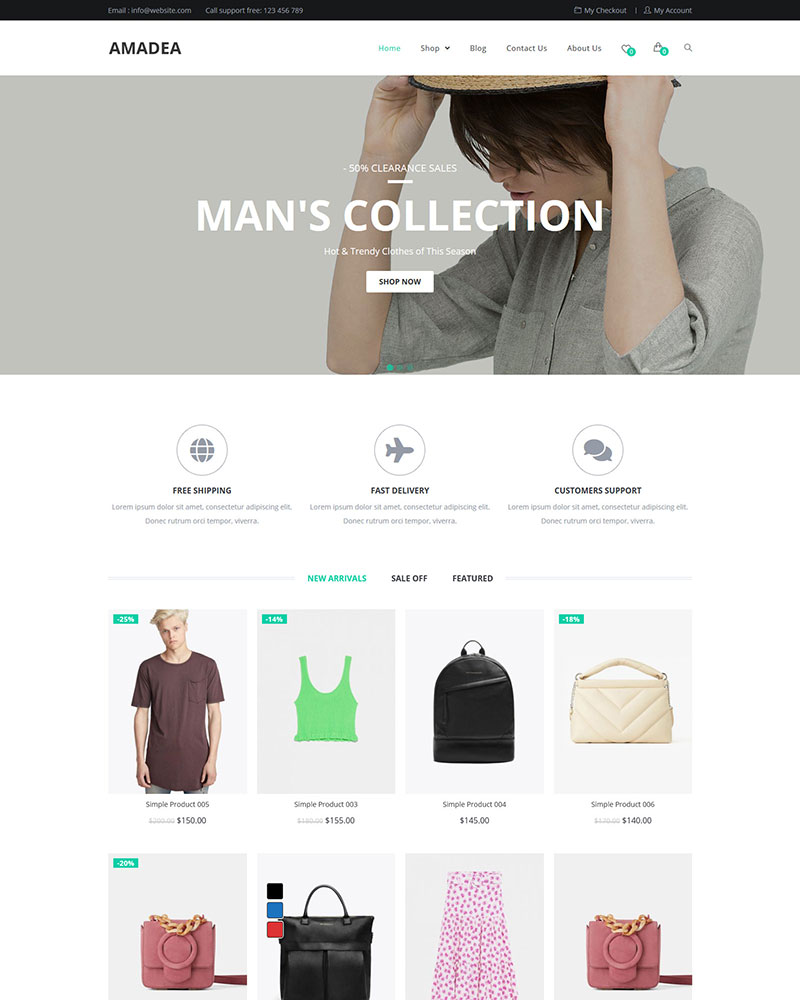 Email : info@website.com Call support free: 123 456 789 My Checkout | My Account
AMADEA Home Shop Blog Contact Us About Us 0 0
- 50% CLEARANCE SALES
MAN'S COLLECTION
Hot & Trendy Clothes of This Season
SHOP NOW
FREE SHIPPING FAST DELIVERY CUSTOMERS SUPPORT
Lorem ipsum dolor sit amet, consectetur adipiscing elit. Lorem ipsum dolor sit amet, consectetur adipiscing elit. Lorem ipsum dolor sit amet, consectetur adipiscing elit.
Donec rutrum orci tempor, viverra. Donec rutrum orci tempor, viverra. Donec rutrum orci tempor, viverra.
NEW ARRIVALS SALE OFF FEATURED
-25% -14% -18%
Simple Product 005 Simple Product 003 Simple Product 004 Simple Product 006
$200.00 $150.00 $180.00 $155.00 $145.00 $170.00 $140.00
-20%